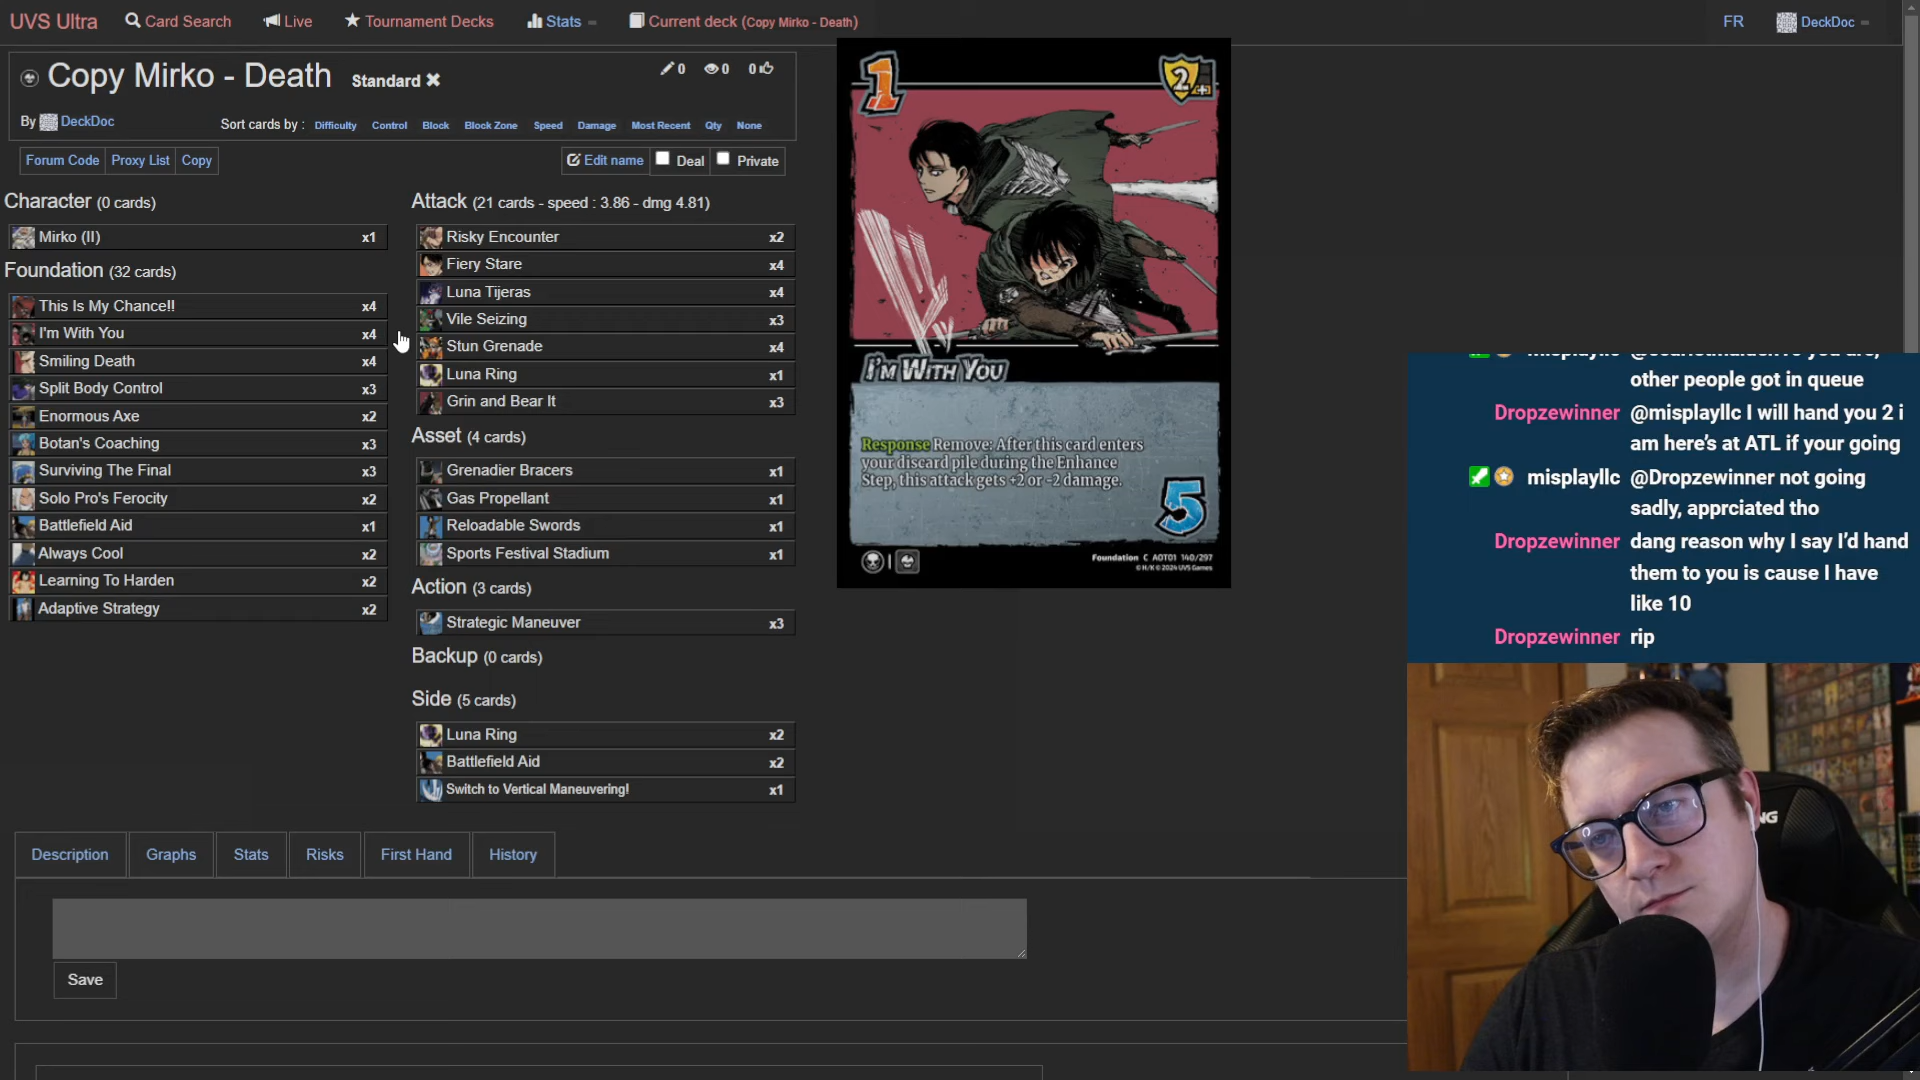 UVS Ultra
Card Search
Live
Tournament Decks
Stats
Current deck (Copy Mirko - Death)
FR
DeckDoc
Copy Mirko - Death
Standard
0
0
0
By DeckDoc
Sort cards by :
Difficulty
Control
Block
Block Zone
Speed
Damage
Most Recent
Qty
None
Forum Code
Proxy List
Copy
Edit name
Deal
Private
Character (0 cards)
Mirko (II) x1
Foundation (32 cards)
This Is My Chance!! x4
I'm With You x4
Smiling Death x4
Split Body Control x3
Enormous Axe x2
Botan's Coaching x3
Surviving The Final x3
Solo Pro's Ferocity x2
Battlefield Aid x1
Always Cool x2
Learning To Harden x2
Adaptive Strategy x2
Attack (21 cards - speed : 3.86 - dmg 4.81)
Risky Encounter x2
Fiery Stare x4
Luna Tijeras x4
Vile Seizing x3
Stun Grenade x4
Luna Ring x1
Grin and Bear It x3
Asset (4 cards)
Grenadier Bracers x1
Gas Propellant x1
Reloadable Swords x1
Sports Festival Stadium x1
Action (3 cards)
Strategic Maneuver x3
Backup (0 cards)
Side (5 cards)
Luna Ring x2
Battlefield Aid x2
Switch to Vertical Maneuvering! x1
1
2
I'm With You
Response Remove: After this card enters
your discard pile during the Enhance
Step, this attack gets +2 or -2 damage.
5
Foundation C AOT01 140/297
© H/K © 2024 UVS Games
other people got in queue
Dropzewinner @misplayllc I will hand you 2 i
am here's at ATL if your going
misplayllc @Dropzewinner not going
sadly, apprciated tho
Dropzewinner dang reason why I say I'd hand
them to you is cause I have
like 10
Dropzewinner rip
Description
Graphs
Stats
Risks
First Hand
History
Save